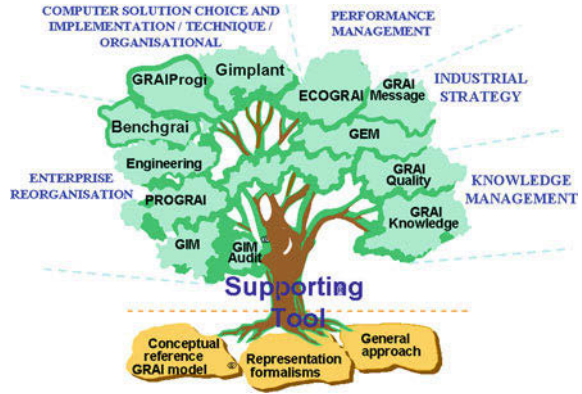 COMPUTER SOLUTION CHOICE AND
IMPLEMENTATION / TECHNIQUE /
ORGANISATIONAL
PERFORMANCE
MANAGEMENT
GRAIProgi
Gimplant
ECOGRAI
GRAI
Message
INDUSTRIAL
STRATEGY
Benchgrai
GEM
Engineering
ENTERPRISE
REORGANISATION
GRAI
Quality
KNOWLEDGE
MANAGEMENT
PROGRAI
GRAI
Knowledge
GIM
GIM
Audit
®
Supporting
®
Tool
Conceptual
reference
GRAI model
®
Representation
formalisms
General
approach